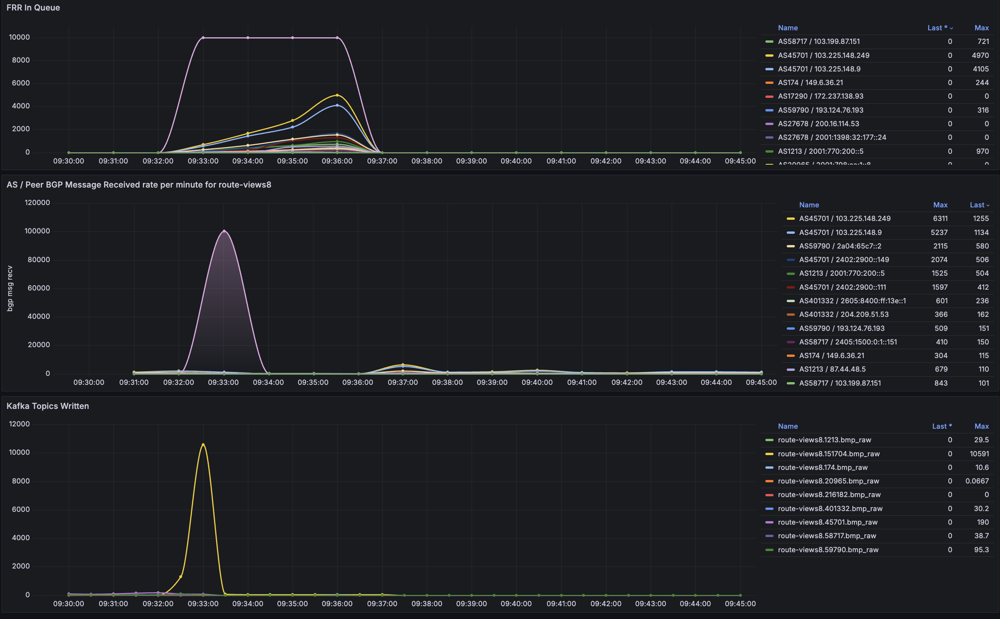 FRR In Queue
Name Last * Max
10000
8000
6000
4000
2000
0
09:30:00 09:31:00 09:32:00 09:33:00 09:34:00 09:35:00 09:36:00 09:37:00 09:38:00 09:39:00 09:40:00 09:41:00 09:42:00 09:43:00 09:44:00 09:45:00
AS58717 / 103.199.87.151 0 721
AS45701 / 103.225.148.249 0 4970
AS45701 / 103.225.148.9 0 4105
AS174 / 149.6.36.21 0 244
AS17290 / 172.237.138.93 0 0
AS59790 / 193.124.76.193 0 316
AS27678 / 200.16.114.53 0 0
AS27678 / 2001:1398:32:177::24 0 0
AS1213 / 2001:770:200::5 0 970
AS / Peer BGP Message Received rate per minute for route-views8
bgp msg recv
120000
100000
80000
60000
40000
20000
0
09:30:00 09:31:00 09:32:00 09:33:00 09:34:00 09:35:00 09:36:00 09:37:00 09:38:00 09:39:00 09:40:00 09:41:00 09:42:00 09:43:00 09:44:00 09:45:00
Name Max Last
AS45701 / 103.225.148.249 6311 1255
AS45701 / 103.225.148.9 5237 1134
AS59790 / 2a04:65c7::2 2115 580
AS45701 / 2402:2900::149 2074 506
AS1213 / 2001:770:200::5 1525 504
AS45701 / 2402:2900::111 1597 412
AS401332 / 2605:8400:ff:13e::1 601 236
AS401332 / 204.209.51.53 366 162
AS59790 / 193.124.76.193 509 151
AS58717 / 2405:1500:0:1::151 410 150
AS174 / 149.6.36.21 304 115
AS1213 / 87.44.48.5 679 110
AS58717 / 103.199.87.151 843 101
Kafka Topics Written
12000
10000
8000
6000
4000
2000
0
09:30:00 09:31:00 09:32:00 09:33:00 09:34:00 09:35:00 09:36:00 09:37:00 09:38:00 09:39:00 09:40:00 09:41:00 09:42:00 09:43:00 09:44:00 09:45:00
Name Last * Max
route-views8.1213.bmp_raw 0 29.5
route-views8.151704.bmp_raw 0 10591
route-views8.174.bmp_raw 0 10.6
route-views8.20965.bmp_raw 0 0.0667
route-views8.216182.bmp_raw 0 0
route-views8.401332.bmp_raw 0 30.2
route-views8.45701.bmp_raw 0 190
route-views8.58717.bmp_raw 0 38.7
route-views8.59790.bmp_raw 0 95.3